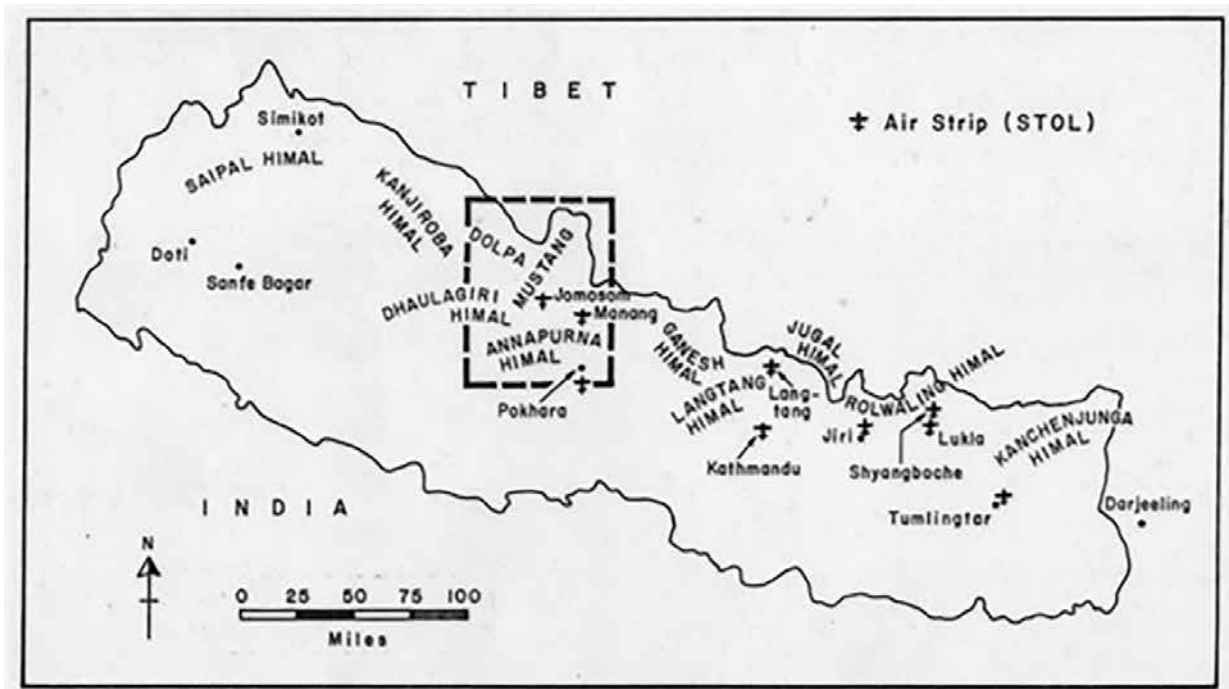 TIBET
Air Strip (STOL)
Simikot
SAIPAL HIMAL
KANJIROBA
HIMAL
DOLPA
MUSTANG
Doti
Sanfe Bagar
DHAULAGIRI
HIMAL
Jomosom
Manang
ANNAPURNA
HIMAL
Pokhara
GANESH
HIMAL
JUGAL
HIMAL
LANGTANG
HIMAL
Lang-
tang
ROLWALING HIMAL
Kathmandu
Jiri
Lukla
Shyangboche
KANCHENJUNGA
HIMAL
Tumlingtar
Darjeeling
INDIA
N
0 25 50 75 100
Miles